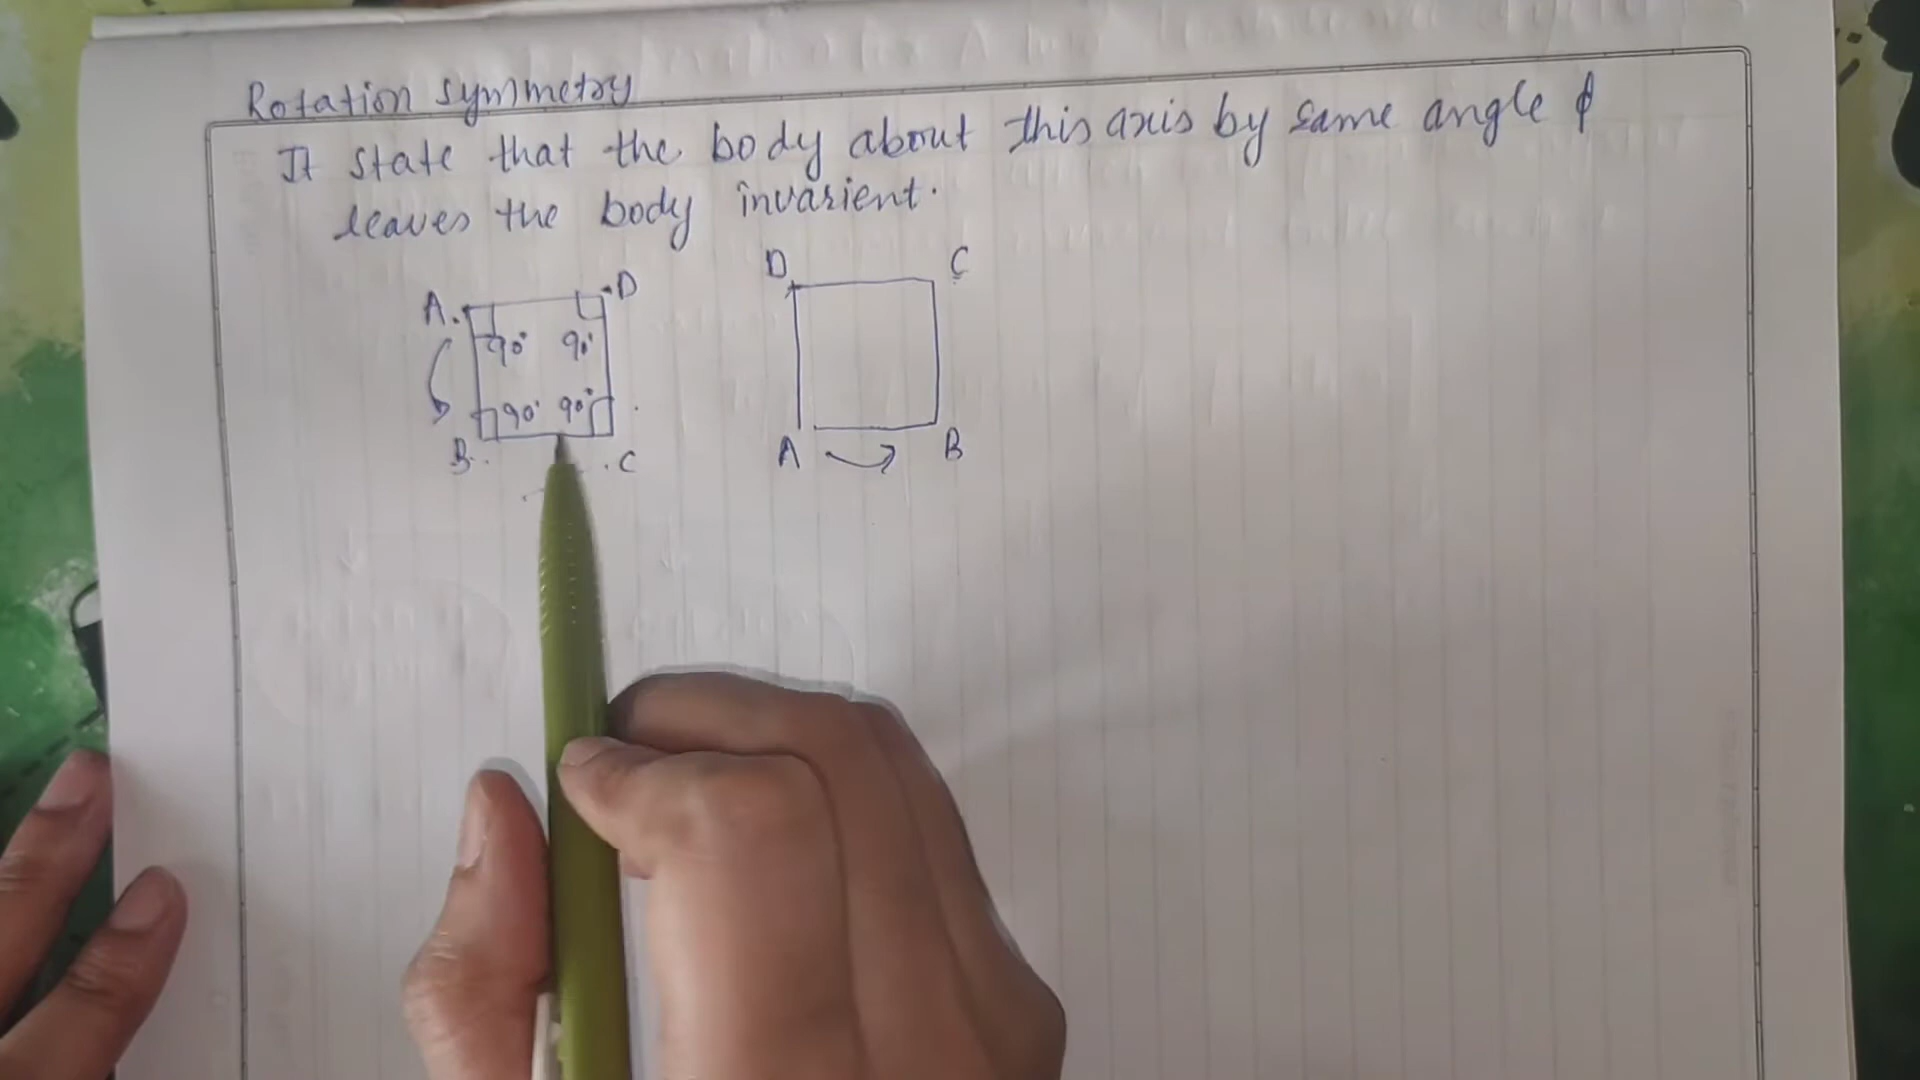 Rotation symmetry
It state that the body about this axis by same angle ϕ
leaves the body invarient.
A. D D C
90° 90°
90° 90°
B. C A B